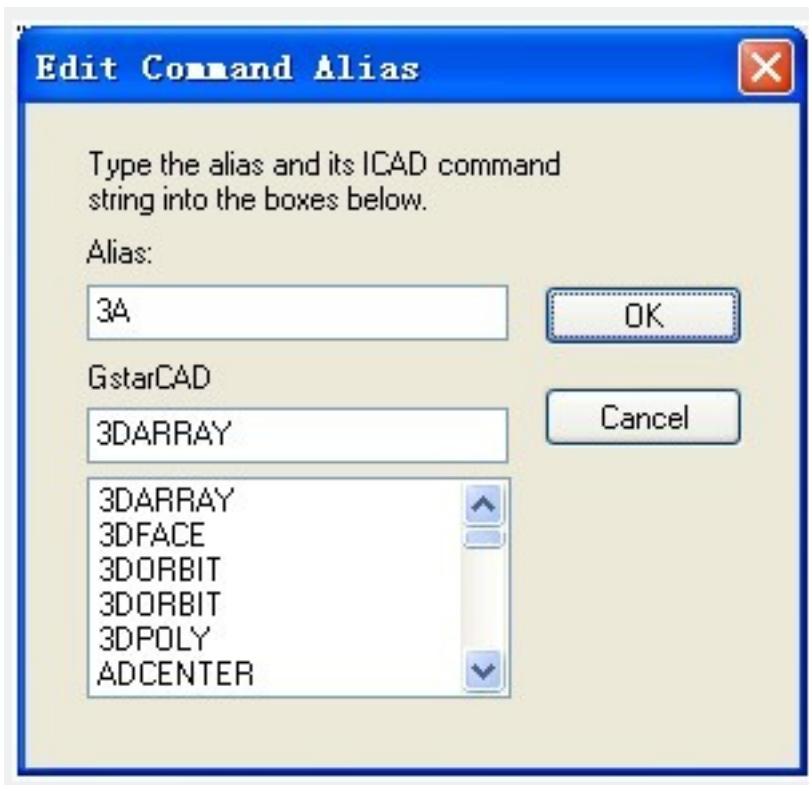 Edit Command Alias
Type the alias and its ICAD command
string into the boxes below.
Alias:
3A
OK
GstarCAD
3DARRAY
Cancel
3DARRAY
3DFACE
3DORBIT
3DORBIT
3DPOLY
ADCENTER